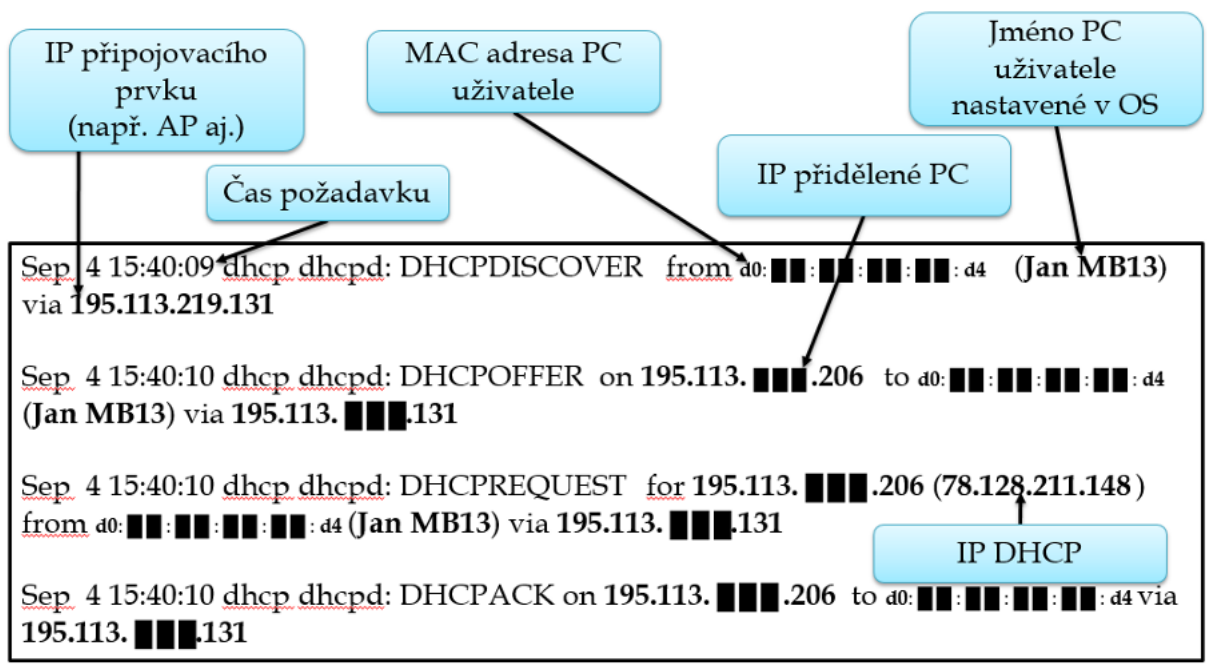 IP připojovacího
prvku
(např. AP aj.)
MAC adresa PC
uživatele
Jméno PC
uživatele
nastavené v OS
Čas požadavku
IP přidělené PC
Sep 4 15:40:09 dhcp dhcpd: DHCPDISCOVER from d0:██:██:██:██:d4 (Jan MB13)
via 195.113.219.131
Sep 4 15:40:10 dhcp dhcpd: DHCPOFFER on 195.113.███.206 to d0:██:██:██:██:d4
(Jan MB13) via 195.113.███.131
Sep 4 15:40:10 dhcp dhcpd: DHCPREQUEST for 195.113.███.206 (78.128.211.148)
from d0:██:██:██:██:d4 (Jan MB13) via 195.113.███.131
IP DHCP
Sep 4 15:40:10 dhcp dhcpd: DHCPACK on 195.113.███.206 to d0:██:██:██:██:d4 via
195.113.███.131